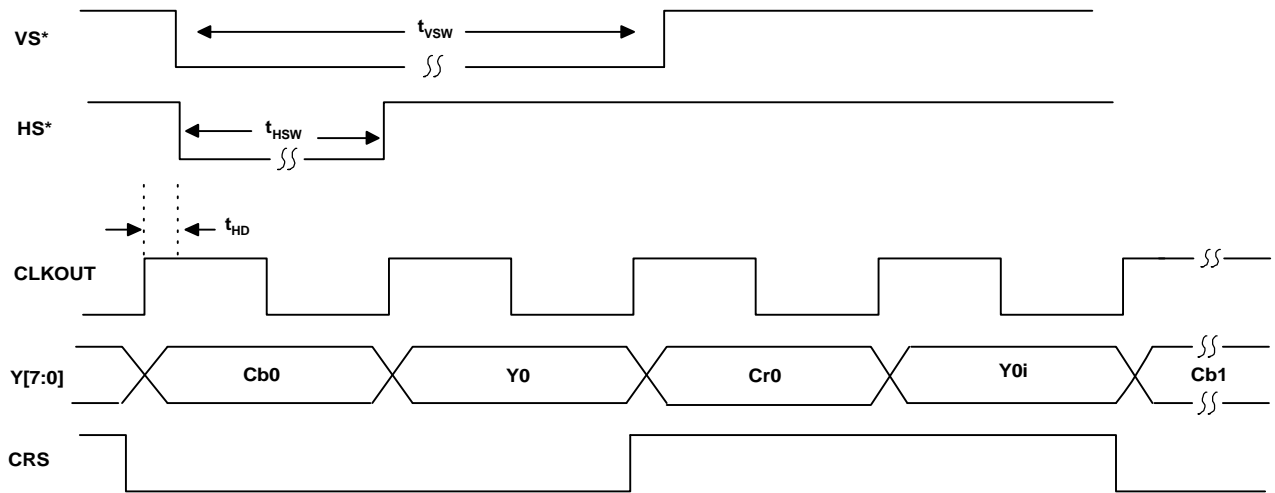 VS*
tVSW
HS*
tHSW
tHD
CLKOUT
Y[7:0]
Cb0
Y0
Cr0
Y0i
Cb1
CRS